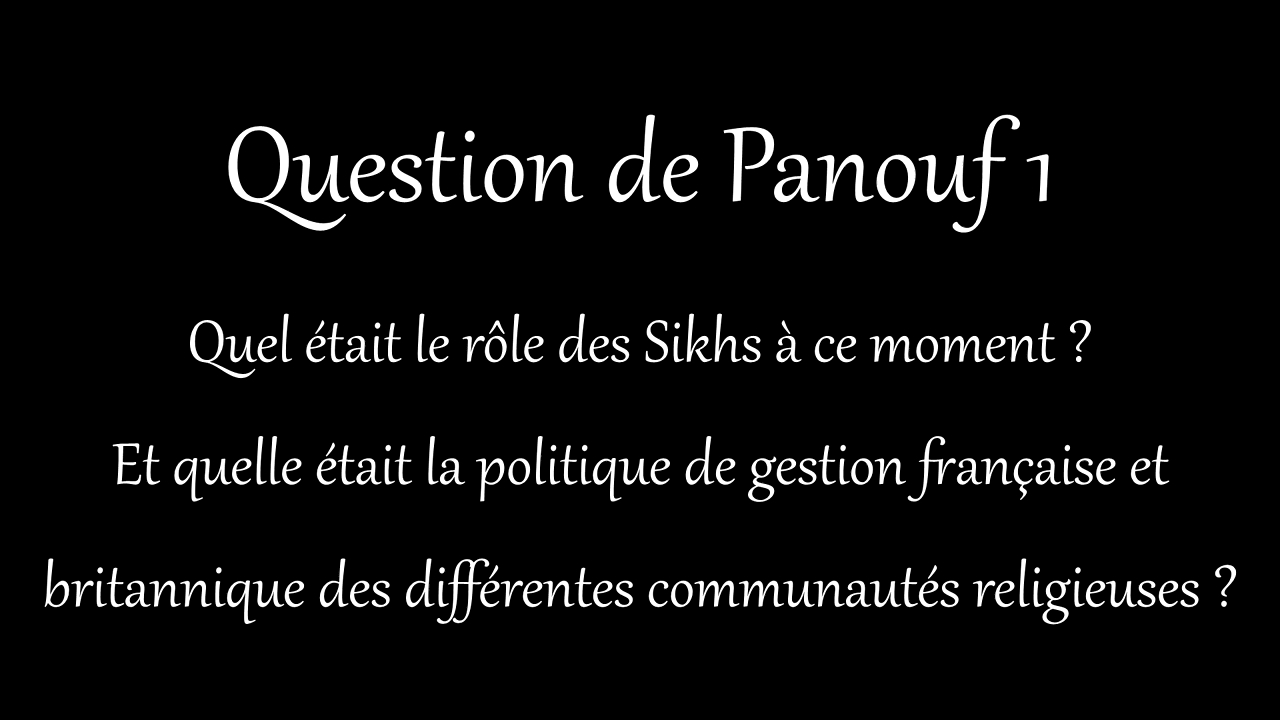 Question de Panouf 1
Quel était le rôle des Sikhs à ce moment ?
Et quelle était la politique de gestion française et
britannique des différentes communautés religieuses ?